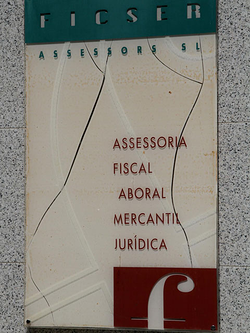 FICSER
ASSESSORS SL
ASSESSORIA
FISCAL
ABORAL
MERCANTIL
JURÍDICA
f